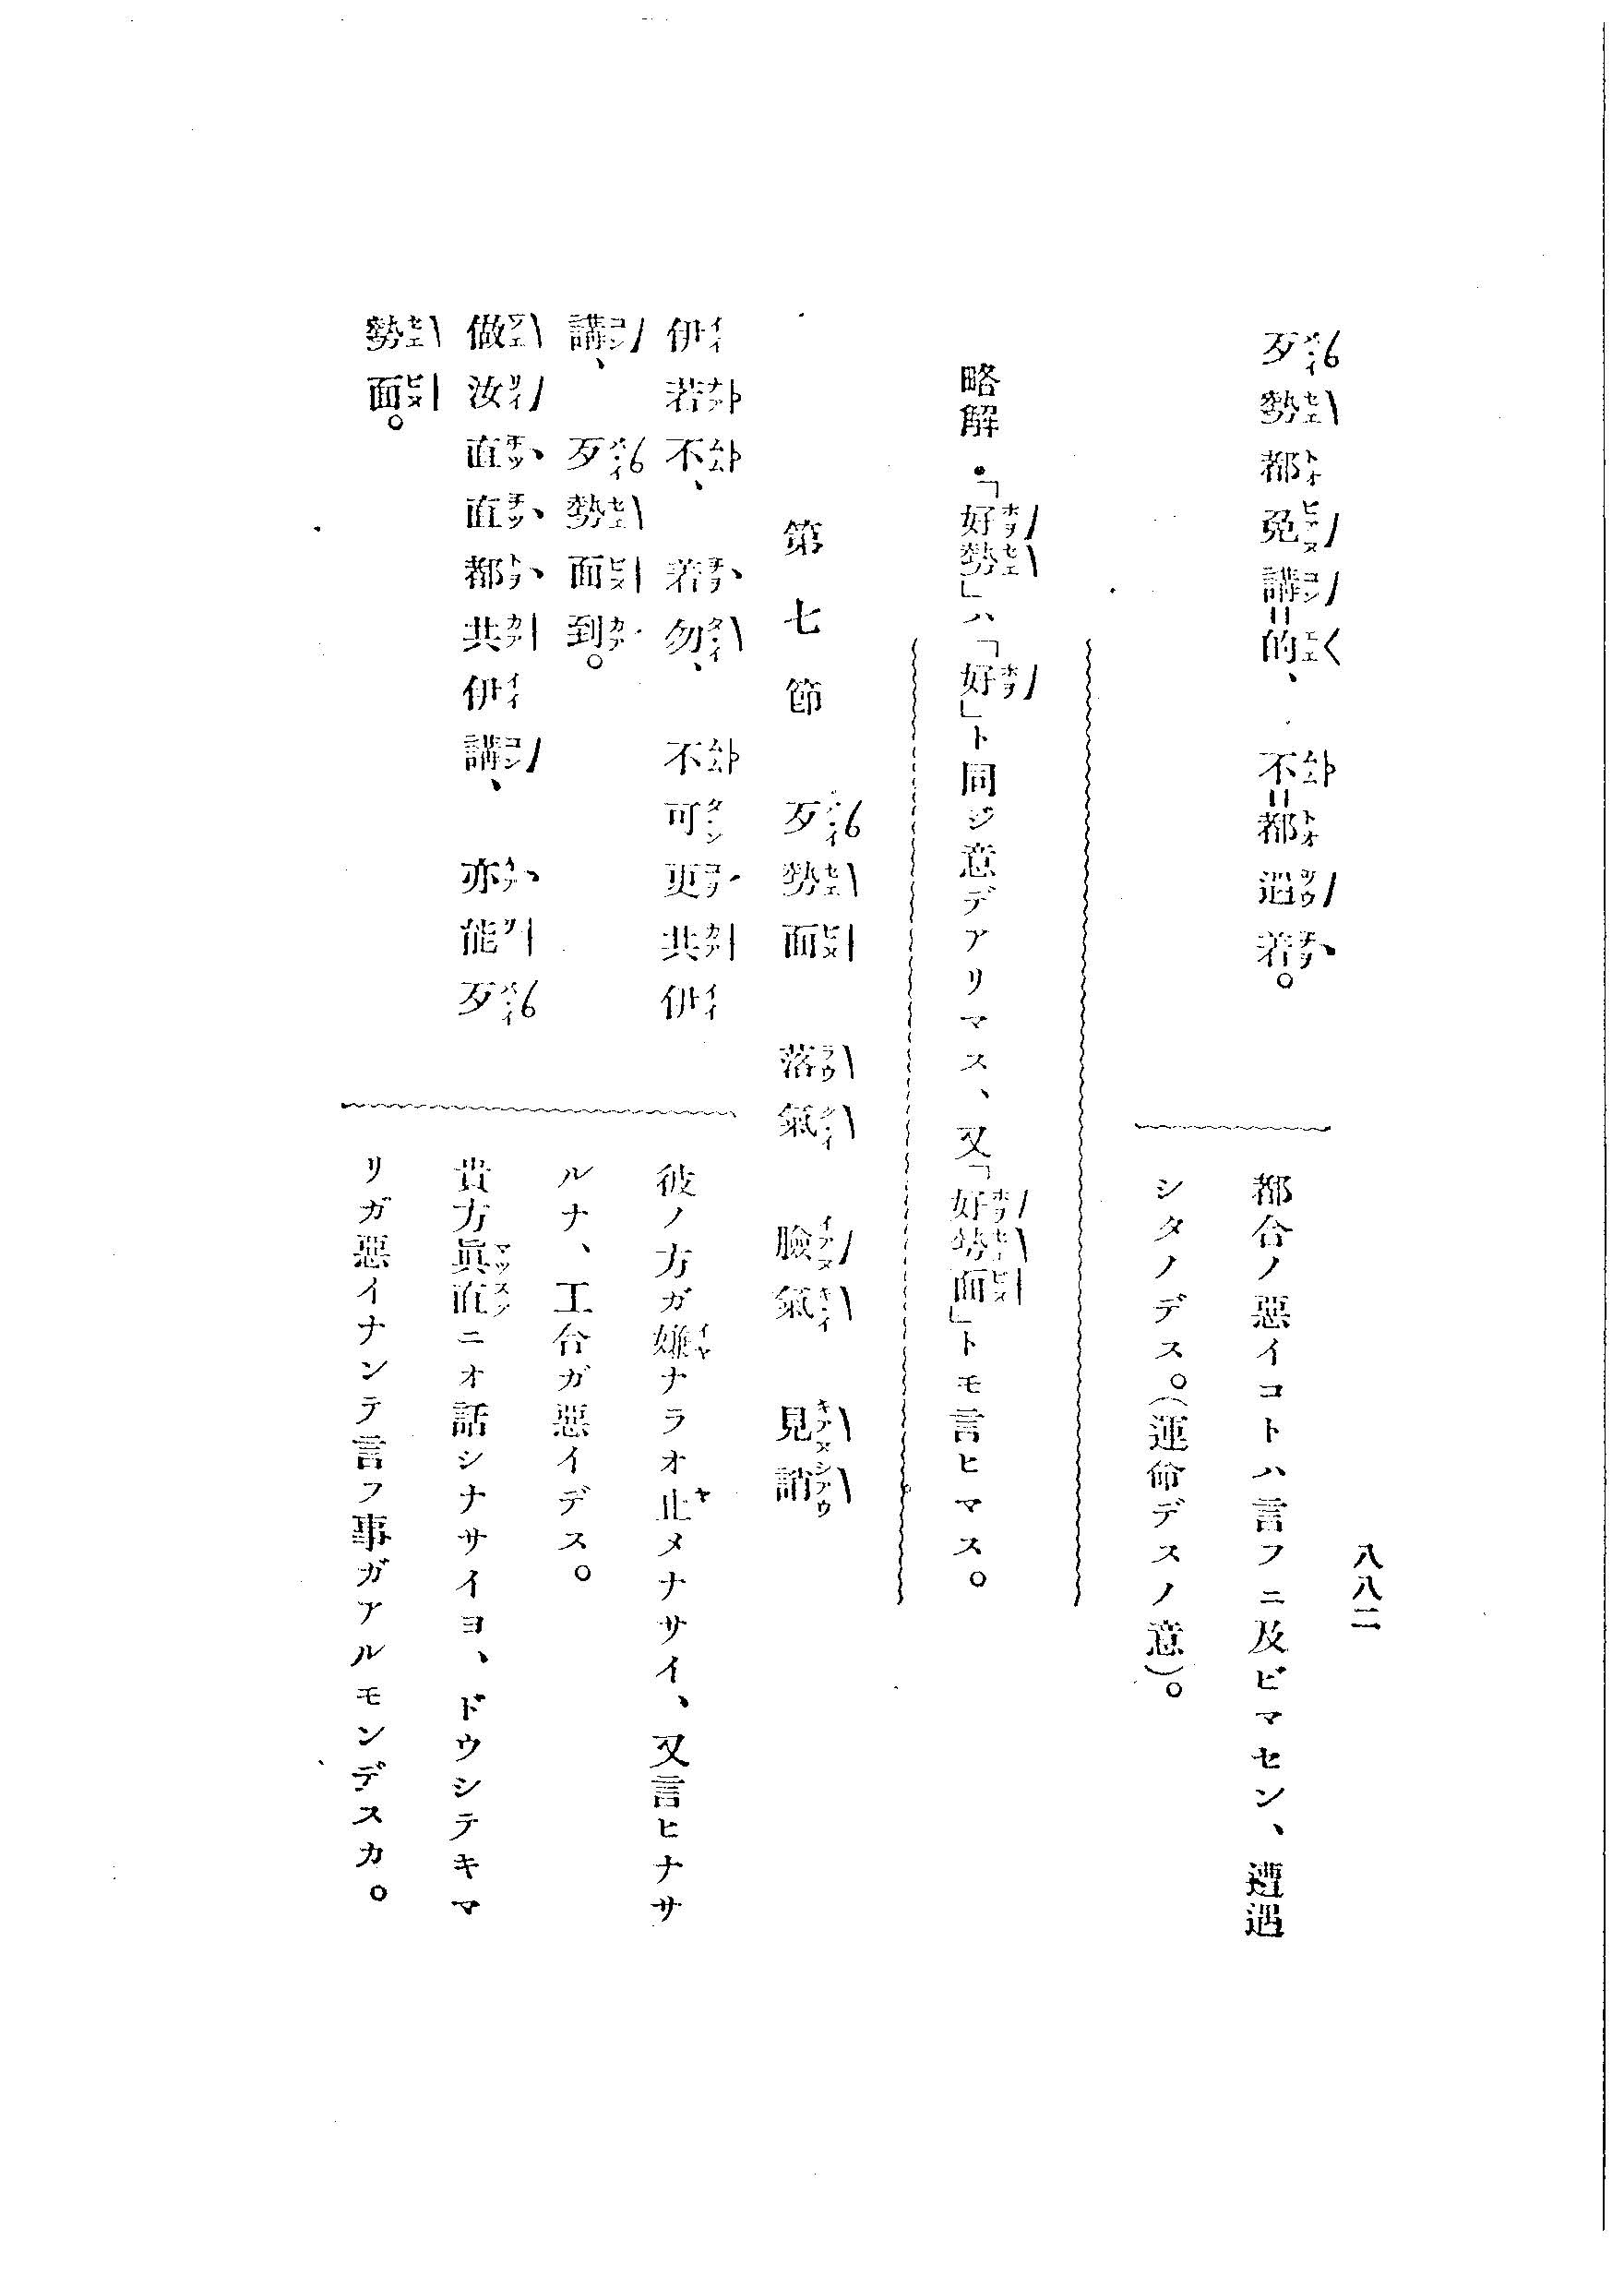 八八二
歹勢都免講=的、不=都遇着。
都合ノ惡イコトハ言フニ及ビマセン、遭遇
シタノデス。(運命デスノ意)。
略解・「好勢」ハ「好」ト同ジ意デアリマス、又「好勢面」トモ言ヒマス。
第七節 歹勢面 落氣 臉氣 見誚
伊若不、若勿、不可更共伊
講、歹勢面到。
彼ノ方ガ嫌ナラオ止メナサイ、又言ヒナサ
ルナ、工合ガ惡イデス。
做汝直直都共伊講、亦能歹
勢面。
貴方眞直ニオ話シナサイヨ、ドウシテキマ
リガ惡イナンテ言フ事ガアルモンデスカ。